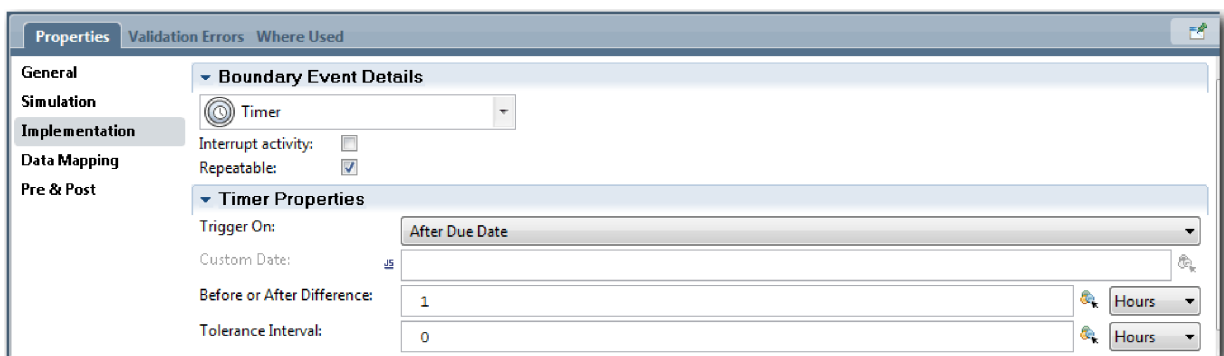 Properties Validation Errors Where Used
General
Simulation
Implementation
Data Mapping
Pre & Post
Boundary Event Details
Timer
Interrupt activity:
Repeatable:
Timer Properties
Trigger On: After Due Date
Custom Date: JS
Before or After Difference: 1 Hours
Tolerance Interval: 0 Hours